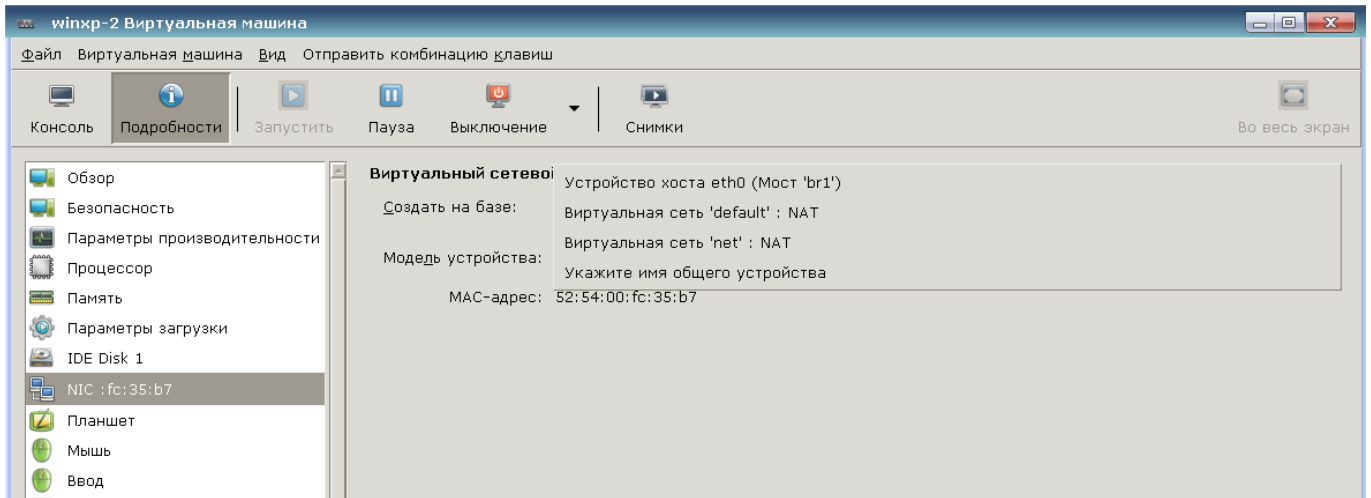 winxp-2 Виртуальная машина
Файл Виртуальная машина Вид Отправить комбинацию клавиш
Консоль Подробности Запустить Пауза Выключение Снимки Во весь экран
Обзор
Безопасность
Параметры производительности
Процессор
Память
Параметры загрузки
IDE Disk 1
NIC :fc:35:b7
Планшет
Мышь
Ввод
Виртуальный сетевой
Создать на базе:
Устройство хоста eth0 (Мост 'br1')
Виртуальная сеть 'default' : NAT
Виртуальная сеть 'net' : NAT
Укажите имя общего устройства
Модель устройства:
MAC-адрес: 52:54:00:fc:35:b7